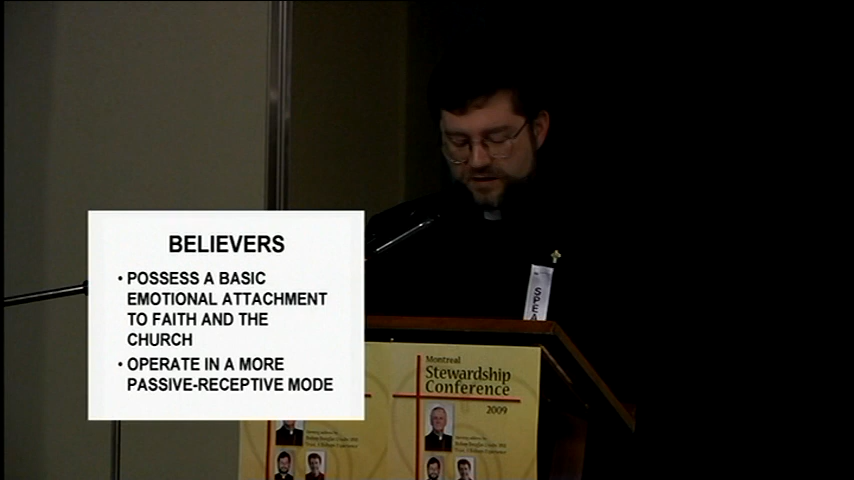 BELIEVERS
• POSSESS A BASIC
EMOTIONAL ATTACHMENT
TO FAITH AND THE
CHURCH
• OPERATE IN A MORE
PASSIVE-RECEPTIVE MODE
SPEA
Montreal
Stewardship
Conference
2009